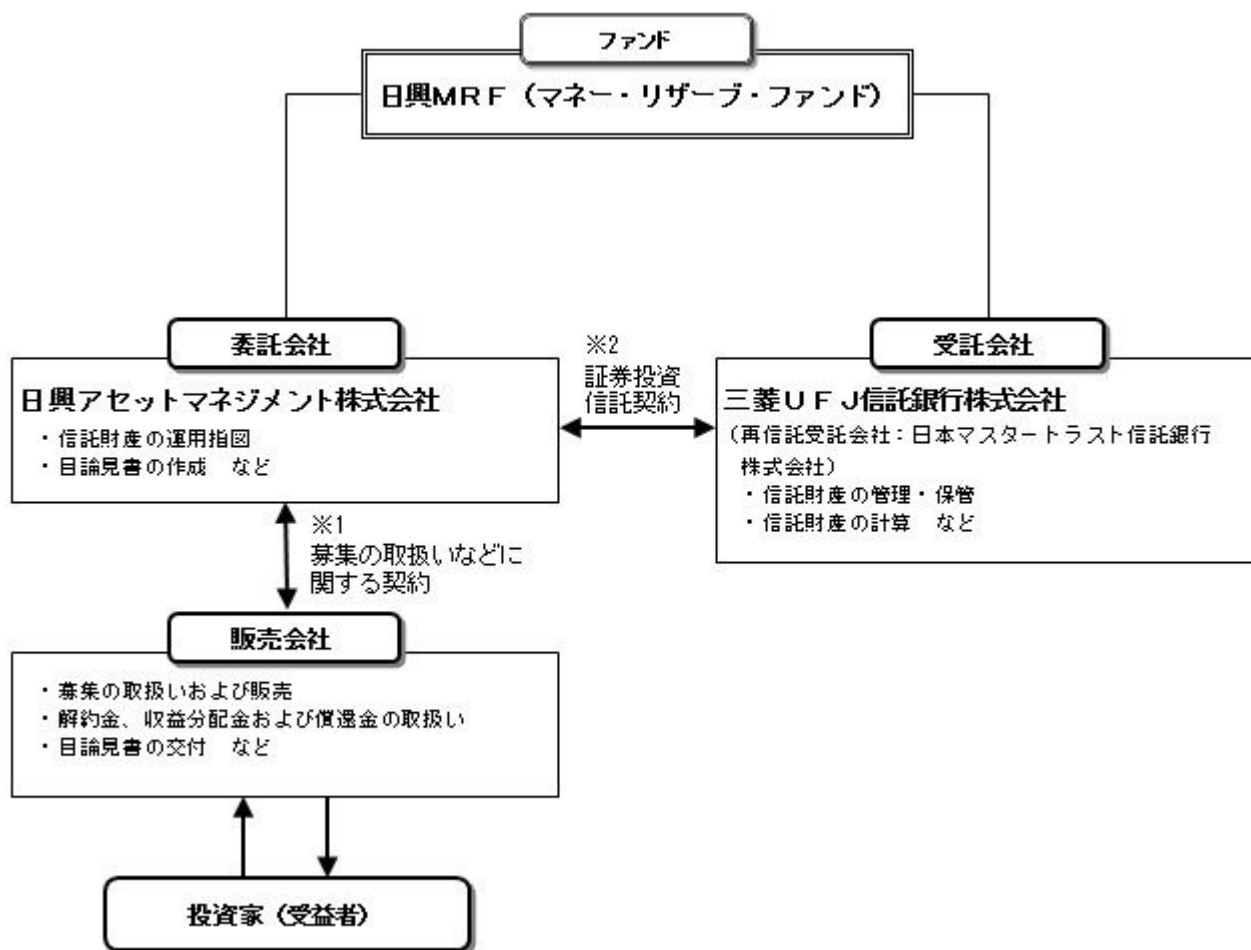 ファンド
日興MRF（マネー・リザーブ・ファンド）
委託会社
日興アセットマネジメント株式会社
・信託財産の運用指図
・目論見書の作成　など
※2
証券投資
信託契約
受託会社
三菱UFJ信託銀行株式会社
（再信託受託会社：日本マスタートラスト信託銀行
株式会社）
・信託財産の管理・保管
・信託財産の計算　など
※1
募集の取扱いなどに
関する契約
販売会社
・募集の取扱いおよび販売
・解約金、収益分配金および償還金の取扱い
・目論見書の交付　など
投資家（受益者）